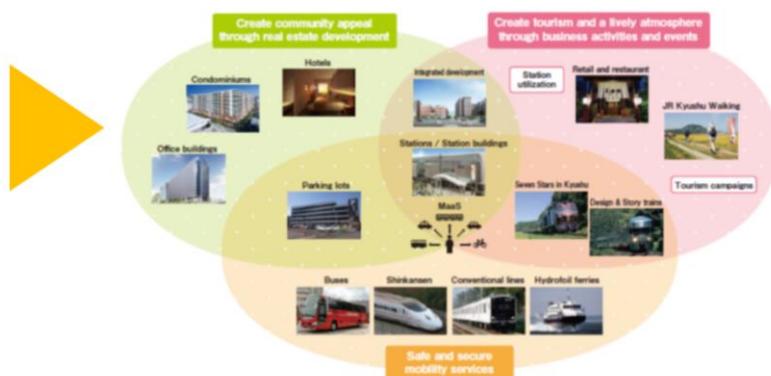 Create community appeal
through real estate development
Create tourism and a lively atmosphere
through business activities and events
Hotels
Condominiums
Integrated development
Station
utilization
Retail and restaurant
JR Kyushu Walking
Office buildings
Stations / Station buildings
Parking lots
Seven Stars in Kyushu
Tourism campaigns
Design & Story trains
MaaS
Buses
Shinkansen
Conventional lines
Hydrofoil ferries
Safe and secure
mobility services